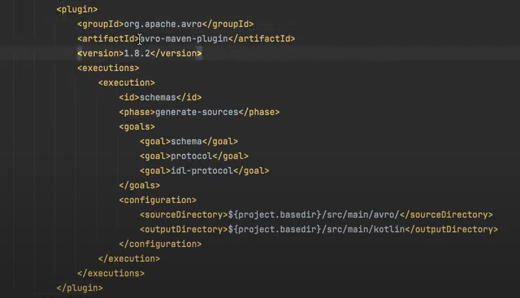 <plugin>
<groupId>org.apache.avro</groupId>
<artifactId>avro-maven-plugin</artifactId>
<version>1.8.2</version>
<executions>
<execution>
<id>schemas</id>
<phase>generate-sources</phase>
<goals>
<goal>schema</goal>
<goal>protocol</goal>
<goal>idl-protocol</goal>
</goals>
<configuration>
<sourceDirectory>${project.basedir}/src/main/avro/</sourceDirectory>
<outputDirectory>${project.basedir}/src/main/kotlin</outputDirectory>
</configuration>
</execution>
</executions>
</plugin>